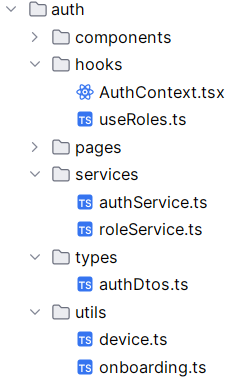 auth
components
hooks
AuthContext.tsx
TS useRoles.ts
pages
services
TS authService.ts
TS roleService.ts
types
TS authDtos.ts
utils
TS device.ts
TS onboarding.ts